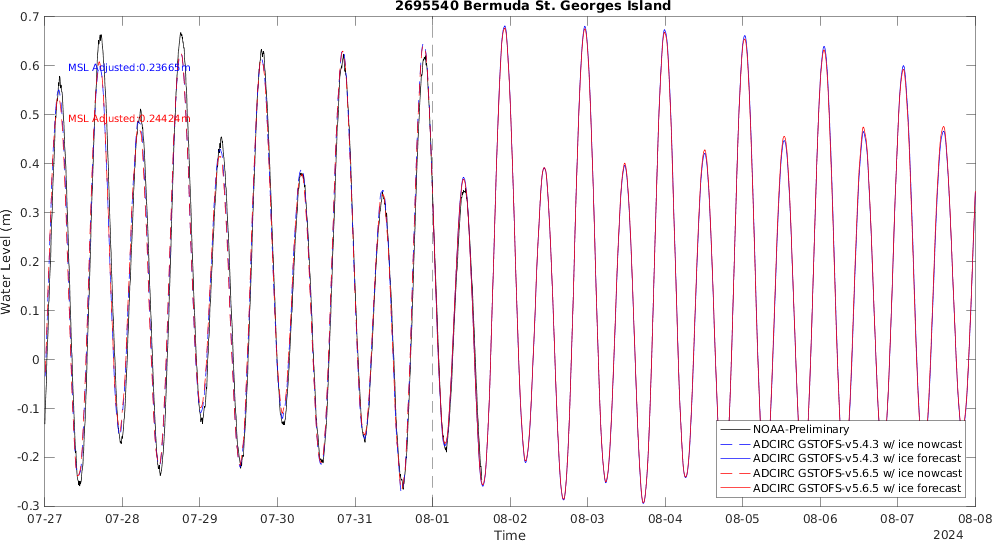 2695540 Bermuda St. Georges Island
0.7
0.6
0.5
0.4
0.3
0.2
0.1
0
-0.1
-0.2
-0.3
Water Level (m)
MSL Adjusted:0.23665m
MSL Adjusted:0.24424m
NOAA-Preliminary
ADCIRC GSTOFS-v5.4.3 w/ ice nowcast
ADCIRC GSTOFS-v5.4.3 w/ ice forecast
ADCIRC GSTOFS-v5.6.5 w/ ice nowcast
ADCIRC GSTOFS-v5.6.5 w/ ice forecast
07-27 07-28 07-29 07-30 07-31 08-01 08-02 08-03 08-04 08-05 08-06 08-07 08-08
Time
2024